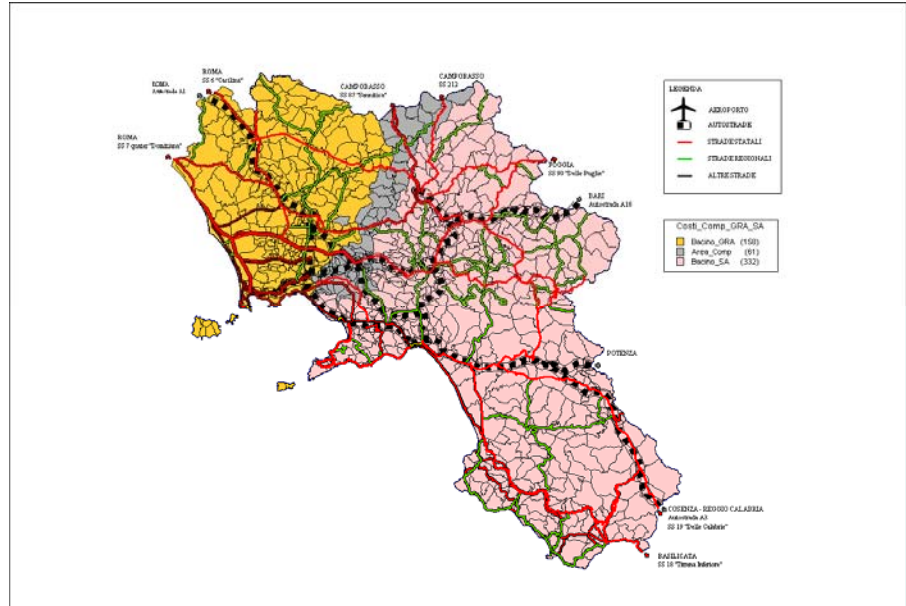 ROMA
SS 6 "Casilina"
ROMA
Autostrada A1
ROMA
SS 7 quater "Domiziana"
CAMPOBASSO
SS 87 "Sannitica"
CAMPOBASSO
SS 212
FOGGIA
SS 90 "Delle Puglie"
BARI
Autostrada A16
POTENZA
COSENZA - REGGIO CALABRIA
Autostrada A3
SS 19 "Delle Calabrie"
BASILICATA
SS 18 "Tirrena Inferiore"
LEGENDA
AEROPORTO
AUTOSTRADE
STRADE STATALI
STRADE REGIONALI
ALTRE STRADE
Costi_Comp_GRA_SA
Bacino_GRA (158)
Area_Comp (61)
Bacino_SA (332)